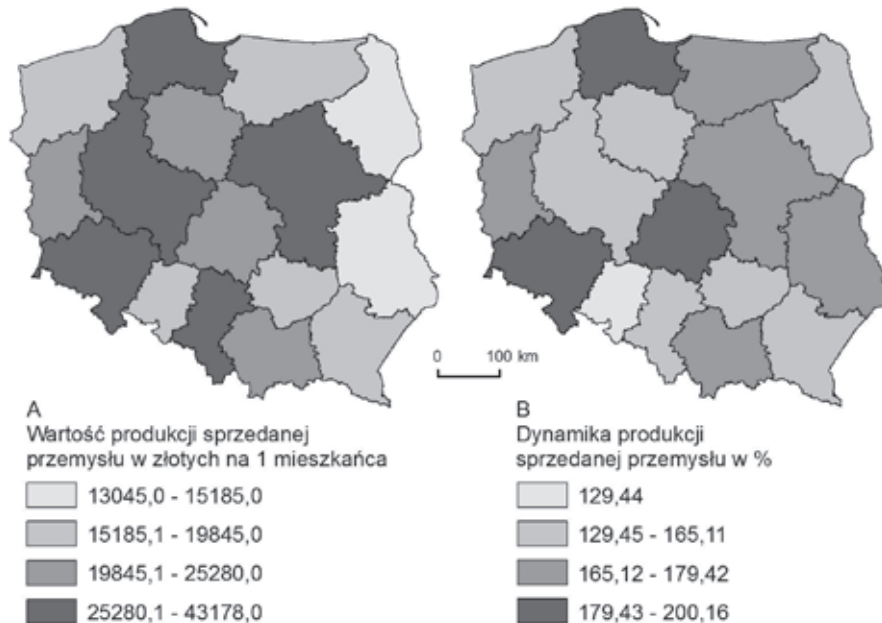 0 100 km
A
Wartość produkcji sprzedanej
przemysłu w złotych na 1 mieszkańca
13045,0 - 15185,0
15185,1 - 19845,0
19845,1 - 25280,0
25280,1 - 43178,0
B
Dynamika produkcji
sprzedanej przemysłu w %
129,44
129,45 - 165,11
165,12 - 179,42
179,43 - 200,16